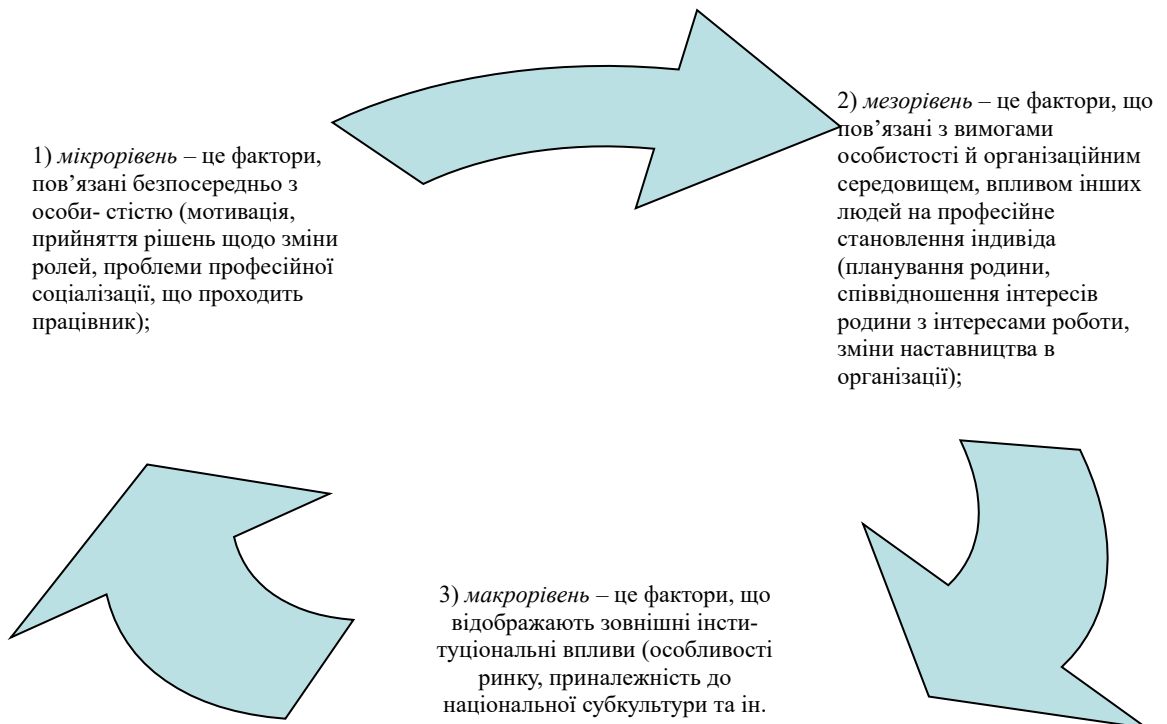 1) мікрорівень – це фактори,
пов’язані безпосередньо з
особи- стістю (мотивація,
прийняття рішень щодо зміни
ролей, проблеми професійної
соціалізації, що проходить
працівник);
2) мезорівень – це фактори, що
пов’язані з вимогами
особистості й організаційним
середовищем, впливом інших
людей на професійне
становлення індивіда
(планування родини,
співвідношення інтересів
родини з інтересами роботи,
зміни наставництва в
організації);
3) макрорівень – це фактори, що
відображають зовнішні інсти-
туціональні впливи (особливості
ринку, приналежність до
національної субкультури та ін.